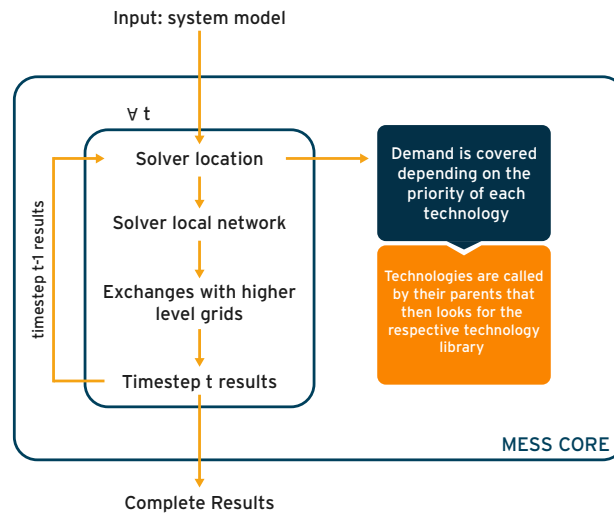 Input: system model
∀ t
Solver location
Solver local network
Exchanges with higher
level grids
Timestep t results
timestep t-1 results
Demand is covered
depending on the
priority of each
technology
Technologies are called
by their parents that
then looks for the
respective technology
library
MESS CORE
Complete Results